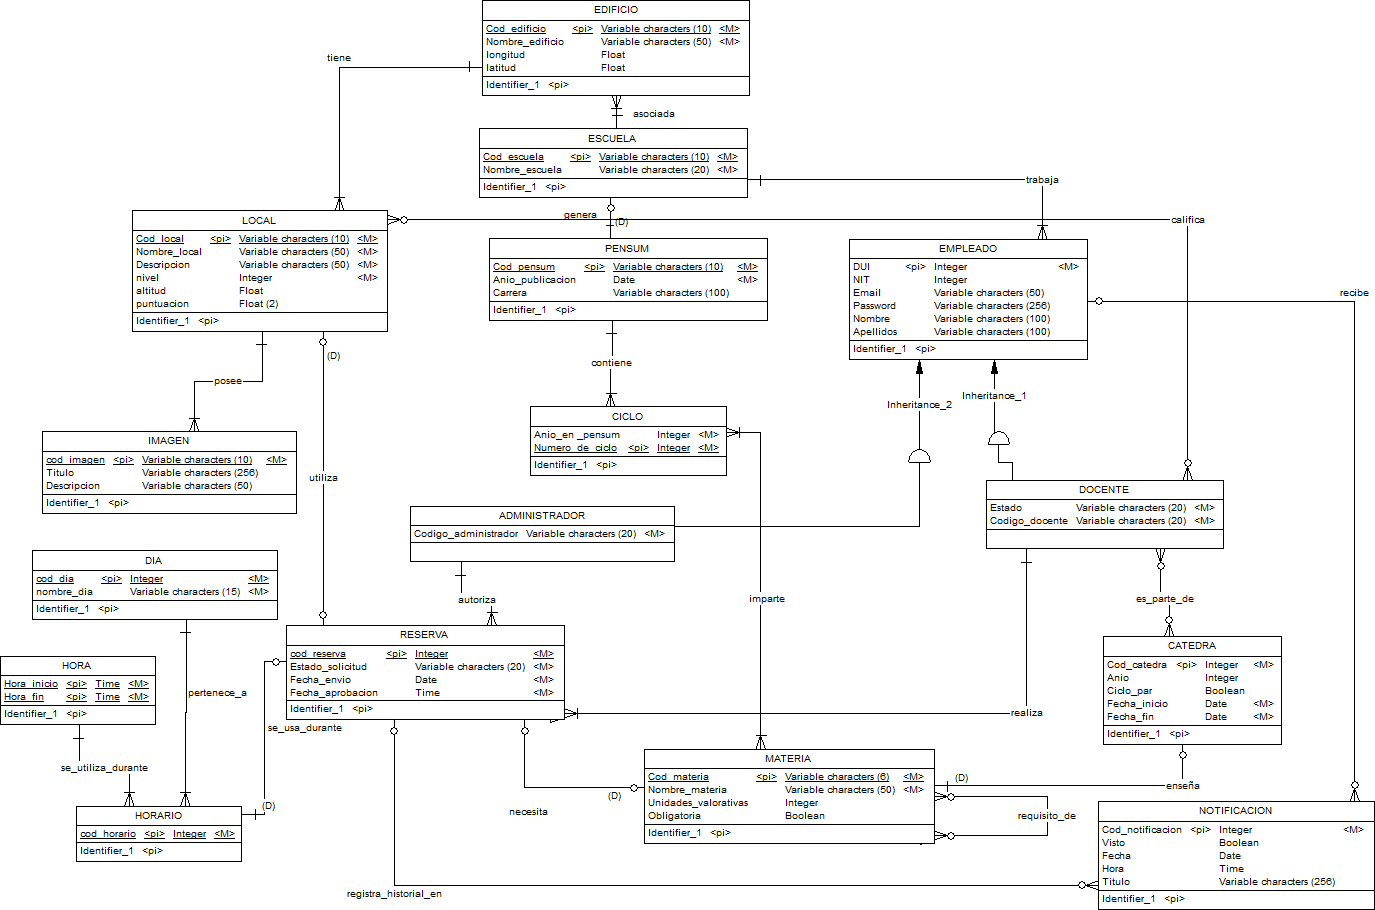 EDIFICIO
Cod_edificio <pi> Variable characters (10) <M>
Nombre_edificio Variable characters (50) <M>
longitud Float
latitud Float
Identifier_1 <pi>
tiene
asociada
ESCUELA
Cod_escuela <pi> Variable characters (10) <M>
Nombre_escuela Variable characters (20) <M>
Identifier_1 <pi>
trabaja
genera
(D)
califica
LOCAL
Cod_local <pi> Variable characters (10) <M>
Nombre_local Variable characters (50) <M>
Descripcion Variable characters (50) <M>
nivel Integer <M>
altitud Float
puntuacion Float (2)
Identifier_1 <pi>
PENSUM
Cod_pensum <pi> Variable characters (10) <M>
Anio_publicacion Date <M>
Carrera Variable characters (100)
Identifier_1 <pi>
EMPLEADO
DUI <pi> Integer <M>
NIT Integer
Email Variable characters (50)
Password Variable characters (256)
Nombre Variable characters (100)
Apellidos Variable characters (100)
Identifier_1 <pi>
recibe
(D)
posee
contiene
Inheritance_2
Inheritance_1
CICLO
Anio_en _pensum Integer <M>
Numero_de_ciclo <pi> Integer <M>
Identifier_1 <pi>
IMAGEN
cod_imagen <pi> Variable characters (10) <M>
Titulo Variable characters (256)
Descripcion Variable characters (50)
Identifier_1 <pi>
utiliza
DOCENTE
Estado Variable characters (20) <M>
Codigo_docente Variable characters (20) <M>
ADMINISTRADOR
Codigo_administrador Variable characters (20) <M>
DIA
cod_dia <pi> Integer <M>
nombre_dia Variable characters (15) <M>
Identifier_1 <pi>
autoriza
imparte
es_parte_de
RESERVA
cod_reserva <pi> Integer <M>
Estado_solicitud Variable characters (20) <M>
Fecha_envio Date <M>
Fecha_aprobacion Time <M>
Identifier_1 <pi>
CATEDRA
Cod_catedra <pi> Integer <M>
Anio Integer
Ciclo_par Boolean
Fecha_inicio Date <M>
Fecha_fin Date <M>
Identifier_1 <pi>
HORA
Hora_inicio <pi> Time <M>
Hora_fin <pi> Time <M>
Identifier_1 <pi>
pertenece_a
realiza
se_usa_durante
se_utiliza_durante
MATERIA
Cod_materia <pi> Variable characters (6) <M>
Nombre_materia Variable characters (50) <M>
Unidades_valorativas Integer
Obligatoria Boolean
Identifier_1 <pi>
(D)
enseña
(D)
(D)
necesita
requisito_de
HORARIO
cod_horario <pi> Integer <M>
Identifier_1 <pi>
NOTIFICACION
Cod_notificacion <pi> Integer <M>
Visto Boolean
Fecha Date
Hora Time
Titulo Variable characters (256)
Identifier_1 <pi>
registra_historial_en